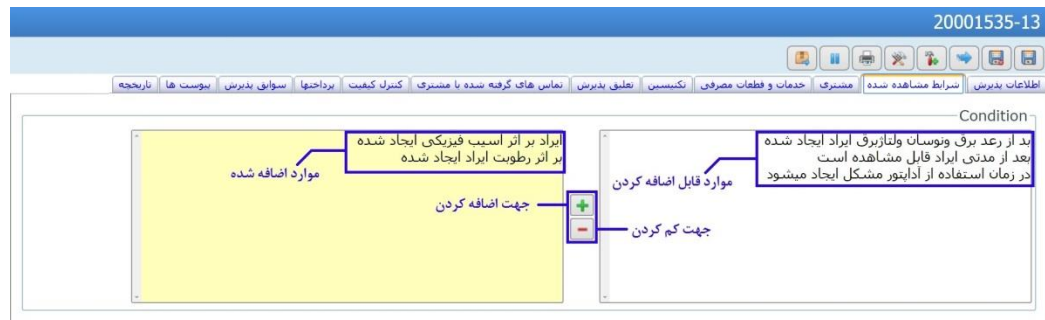 20001535-13
اطلاعات پذیرش
شرایط مشاهده شده
مشتری
خدمات و قطعات مصرفی
تکنیسین
تعلیق پذیرش
تماس های گرفته شده با مشتری
کنترل کیفیت
پرداختها
سوابق پذیرش
پیوست ها
تاریخچه
Condition
بد از رعد برق ونوسان ولتاژبرق ایراد ایجاد شده
بعد از مدتی ایراد قابل مشاهده است
در زمان استفاده از آداپتور مشکل ایجاد میشود
موارد قابل اضافه کردن
جهت اضافه کردن
جهت کم کردن
ایراد بر اثر اسیب فیزیکی ایجاد شده
بر اثر رطوبت ایراد ایجاد شده
موارد اضافه شده